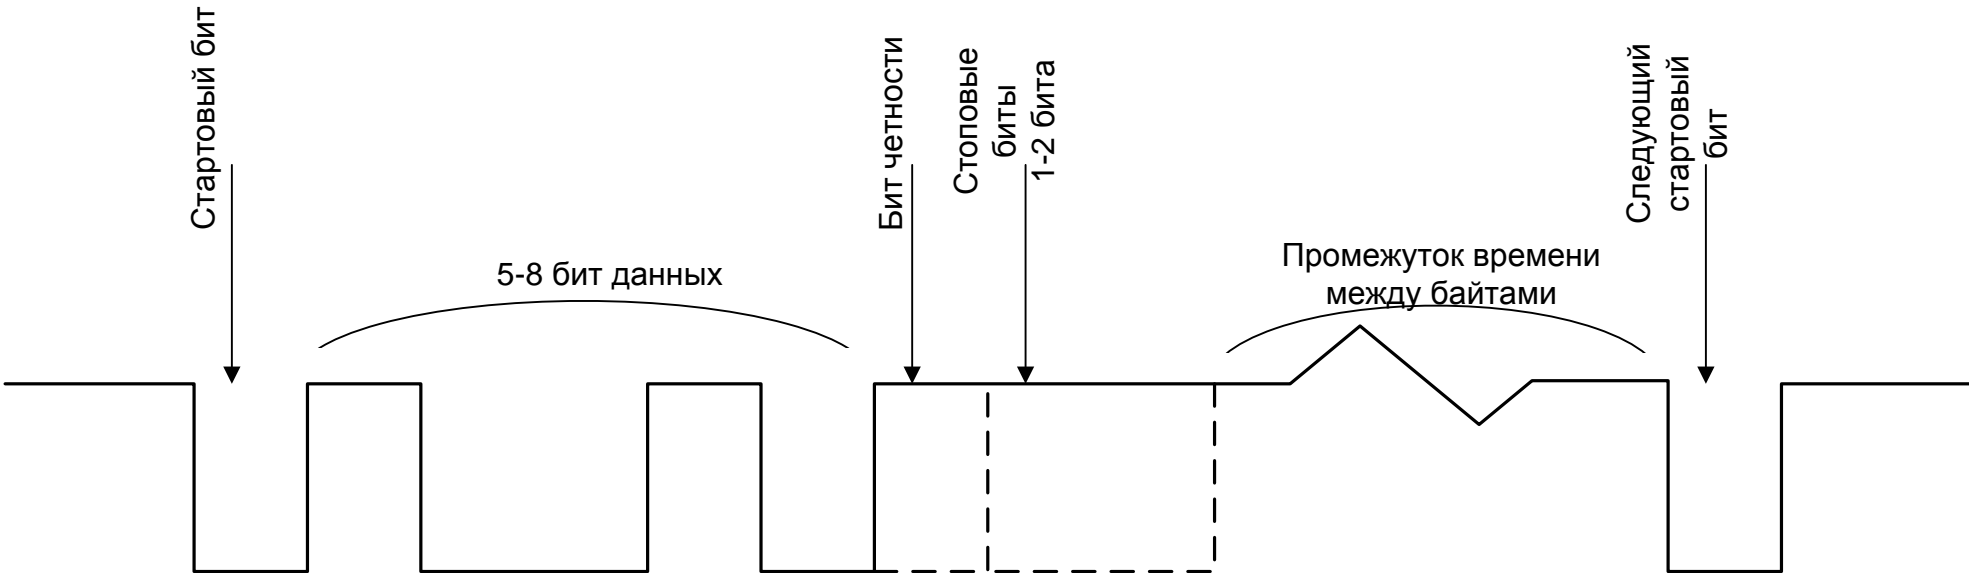 Стартовый бит
5-8 бит данных
Бит четности
Стоповые
биты
1-2 бита
Промежуток времени
между байтами
Следующий
стартовый
бит